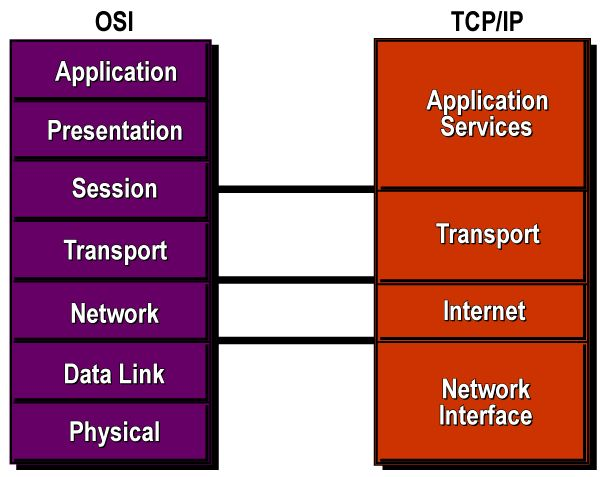 OSI
TCP/IP
Application
Presentation
Session
Transport
Network
Data Link
Physical
Application
Services
Transport
Internet
Network
Interface